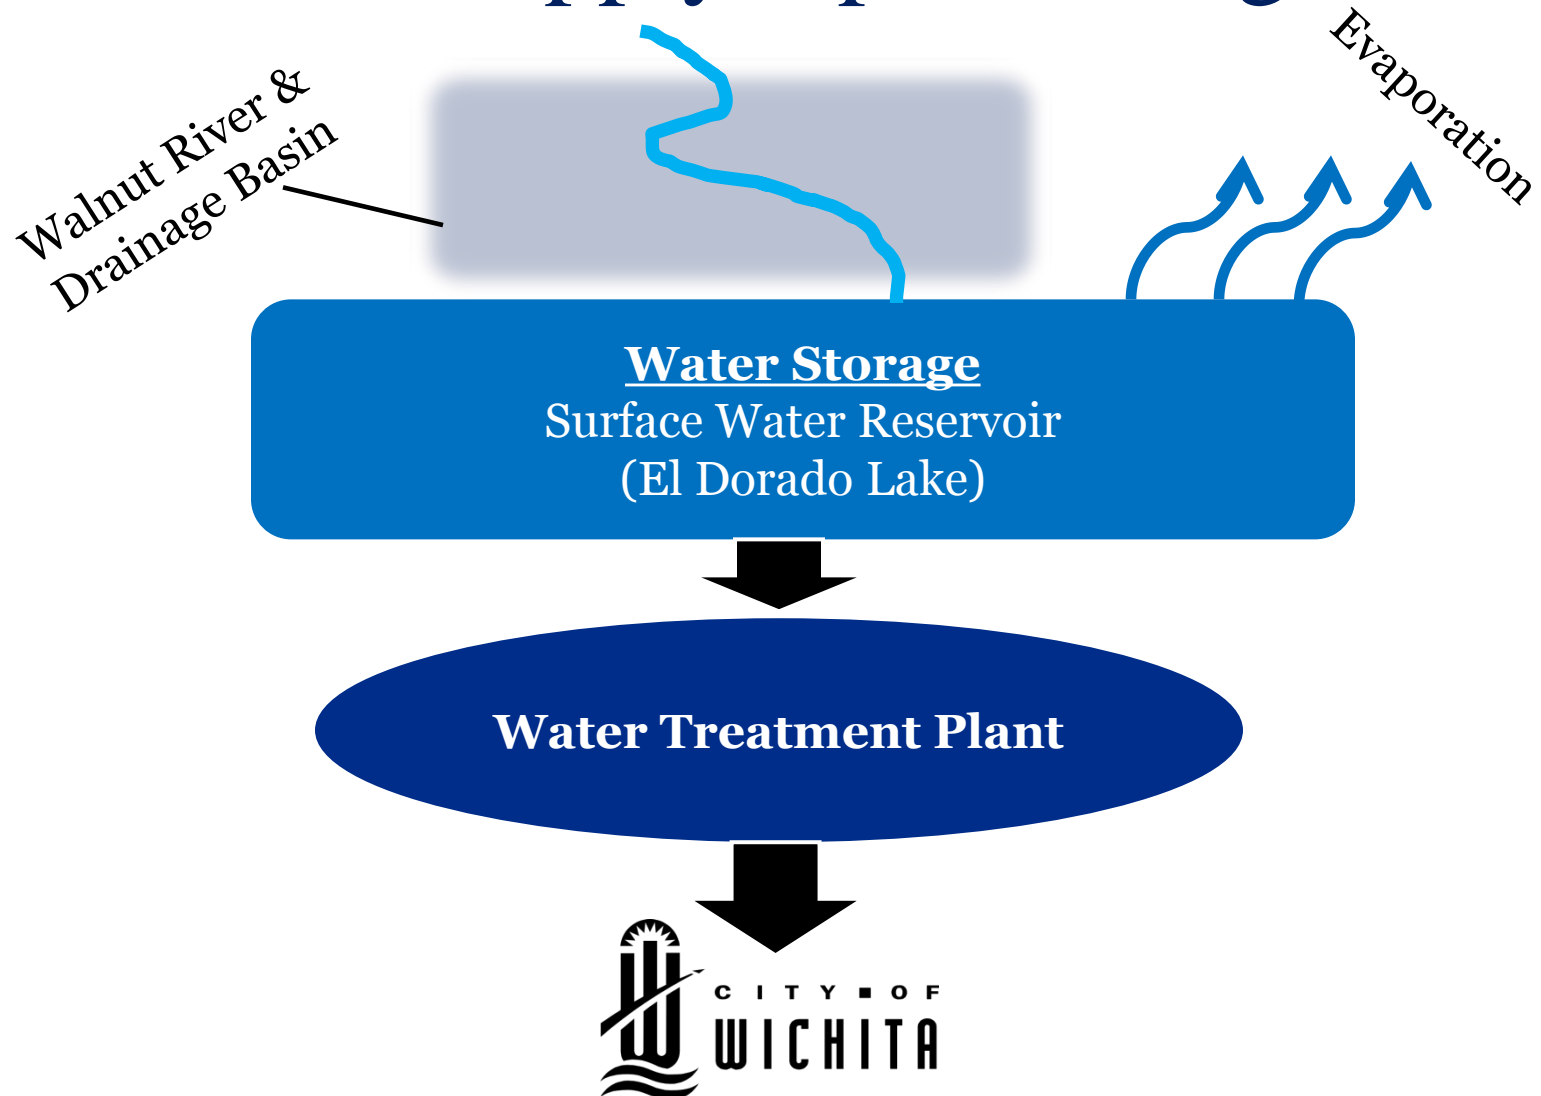 Walnut River &
Drainage Basin
Evaporation
Water Storage
Surface Water Reservoir
(El Dorado Lake)
Water Treatment Plant
CITY OF
WICHITA